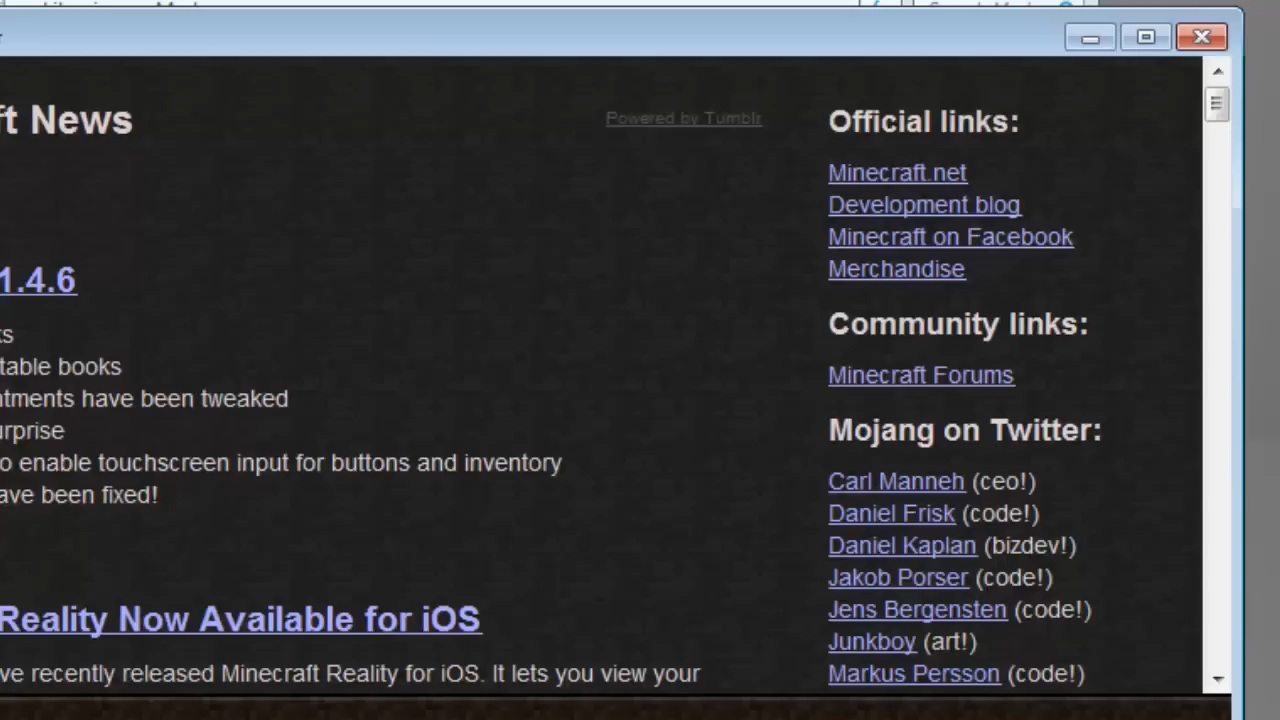 ft News
Powered by Tumblr
1.4.6
ks
table books
ntments have been tweaked
urprise
o enable touchscreen input for buttons and inventory
ave been fixed!
Reality Now Available for iOS
ve recently released Minecraft Reality for iOS. It lets you view your
Official links:
Minecraft.net
Development blog
Minecraft on Facebook
Merchandise
Community links:
Minecraft Forums
Mojang on Twitter:
Carl Manneh (ceo!)
Daniel Frisk (code!)
Daniel Kaplan (bizdev!)
Jakob Porser (code!)
Jens Bergensten (code!)
Junkboy (art!)
Markus Persson (code!)